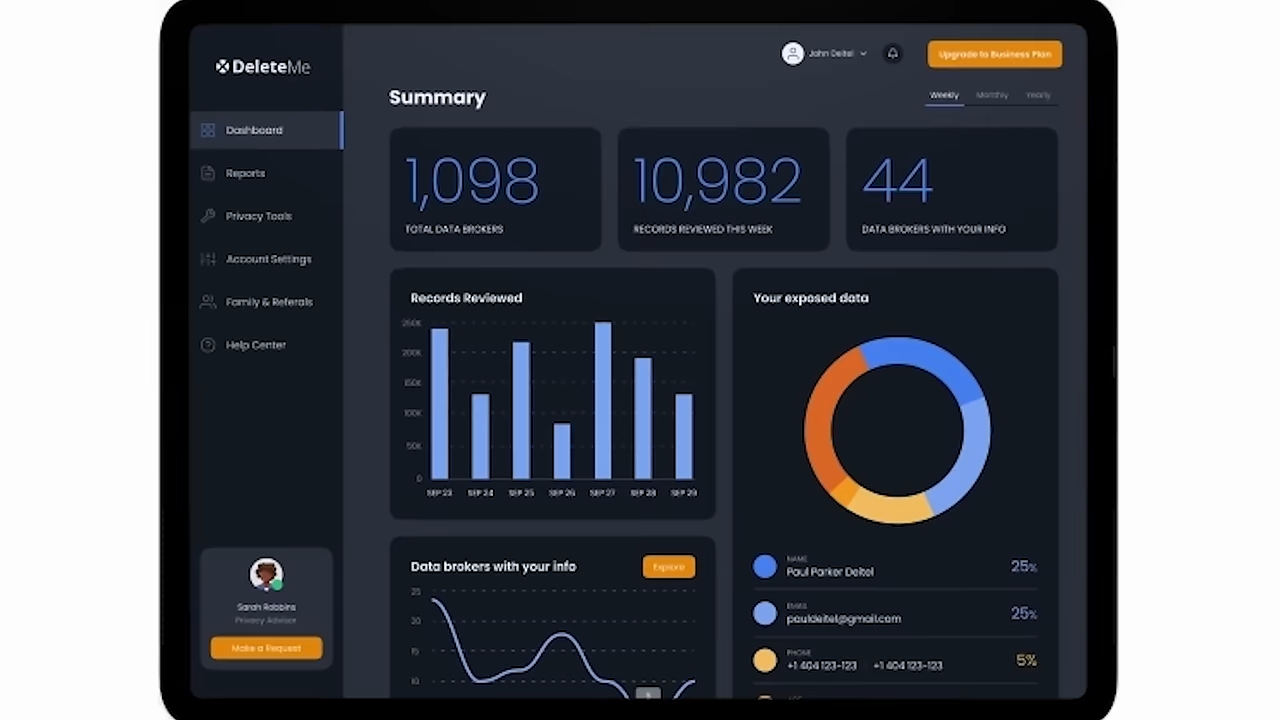 DeleteMe
John Deitel
Upgrade to Business Plan
Summary
Weekly Monthly Yearly
Dashboard
Reports
Privacy Tools
Account Settings
Family & Referrals
Help Center
1,098
TOTAL DATA BROKERS
10,982
RECORDS REVIEWED THIS WEEK
44
DATA BROKERS WITH YOUR INFO
Records Reviewed
250K
200K
150K
100K
50K
0
SEP 23 SEP 24 SEP 25 SEP 26 SEP 27 SEP 28 SEP 29
Your exposed data
NAME
Paul Parker Deitel
25%
EMAIL
pauldeitel@gmail.com
25%
PHONE
+1 404 123-123 +1 404 123-123
5%
Data brokers with your info
Explore
25
20
15
10
Sarah Robbins
Privacy Advisor
Make a Request